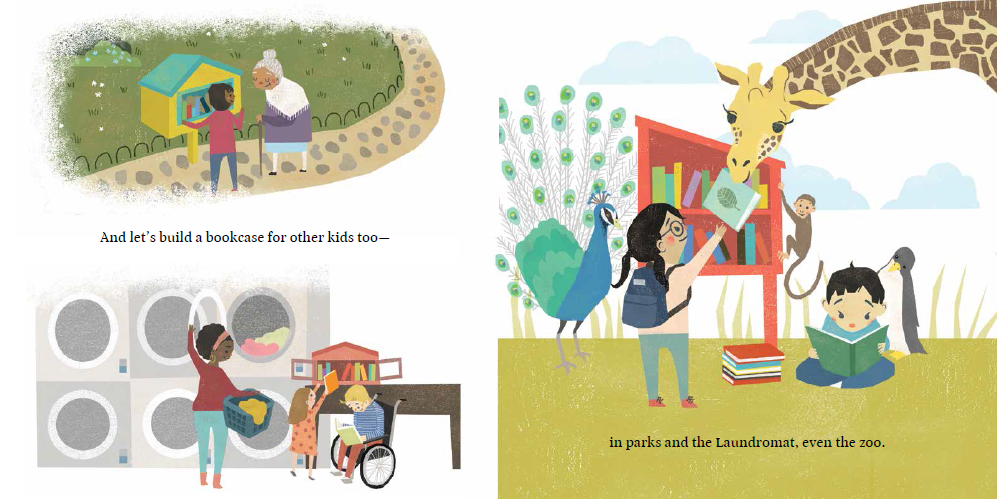 And let’s build a bookcase for other kids too—
in parks and the Laundromat, even the zoo.